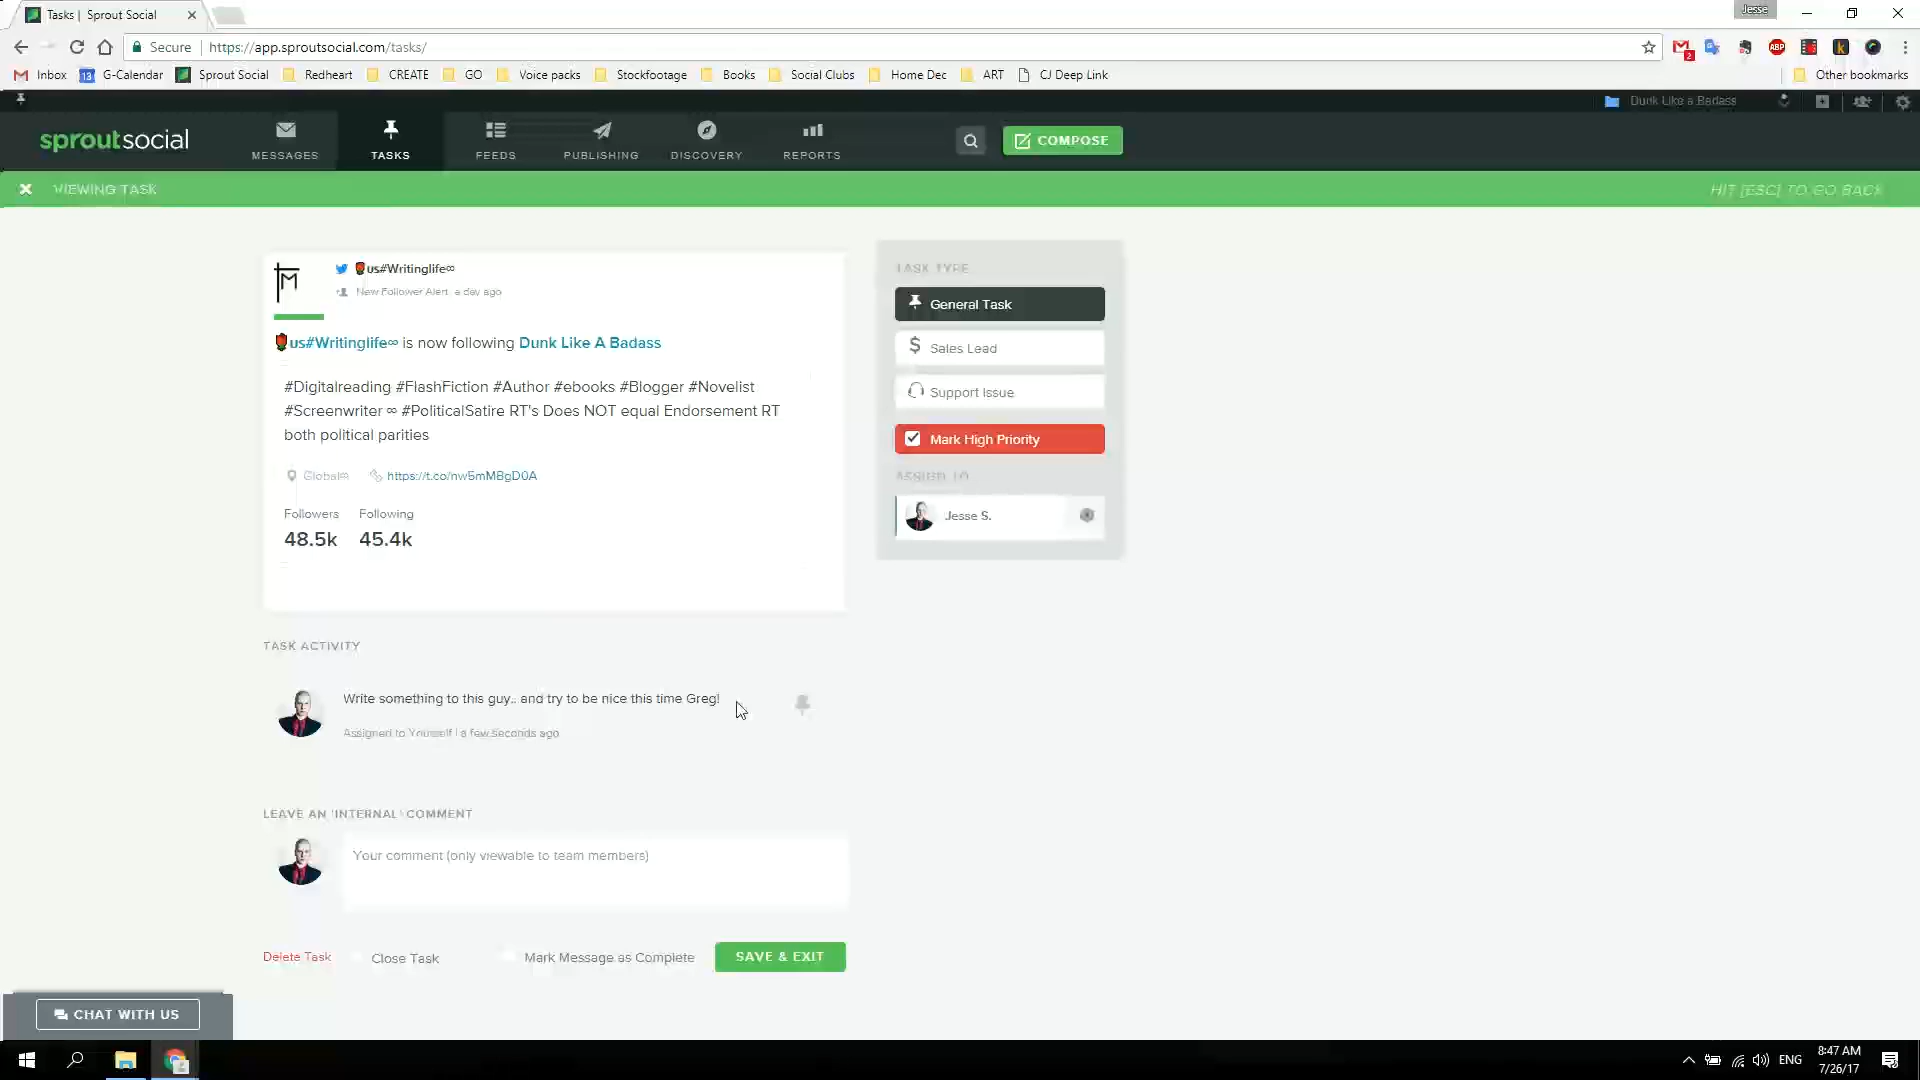 Tasks | Sprout Social
Jesse
Secure
https://app.sproutsocial.com/tasks/
2
ABP
Inbox
13
G-Calendar
Sprout Social
Redheart
CREATE
GO
Voice packs
Stockfootage
Books
Social Clubs
Home Dec
ART
CJ Deep Link
Other bookmarks
Dunk Like a Badass
sproutsocial
MESSAGES
TASKS
FEEDS
PUBLISHING
DISCOVERY
REPORTS
COMPOSE
VIEWING TASK
HIT [ESC] TO GO BACK
us#Writinglife∞
New Follower Alert a day ago
us#Writinglife∞ is now following Dunk Like A Badass
#Digitalreading #FlashFiction #Author #ebooks #Blogger #Novelist
#Screenwriter ∞ #PoliticalSatire RT's Does NOT equal Endorsement RT
both political parities
Global∞
https://t.co/nw5mMBgD0A
Followers
Following
48.5k
45.4k
TASK TYPE
General Task
Sales Lead
Support Issue
Mark High Priority
ASSIGN TO
Jesse S.
TASK ACTIVITY
Write something to this guy.. and try to be nice this time Greg!
Assigned to Yourself | a few seconds ago
LEAVE AN 'INTERNAL' COMMENT
Your comment (only viewable to team members)
Delete Task
Close Task
Mark Message as Complete
SAVE & EXIT
CHAT WITH US
ENG
8:47 AM
7/26/17